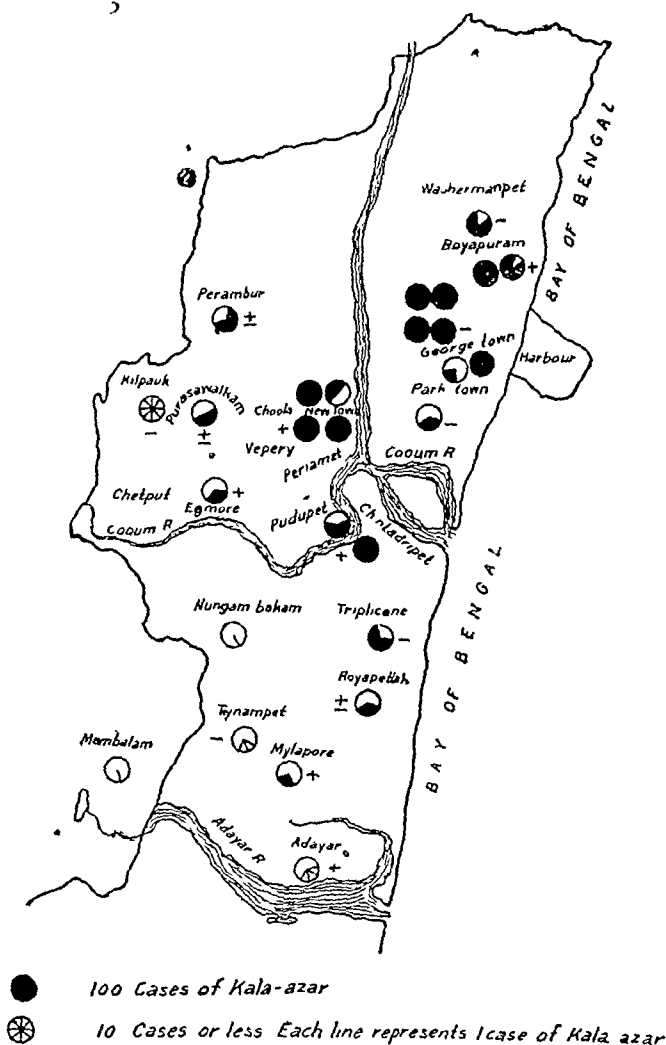 BAY OF BENGAL
Washermanpet
-
Boyapuram
+
Perambur
±
-
George town
Harbour
Kilpauk
Purasawalkam
-
±
Choola
New Town
+
Vepery
Park town
-
Periamet
Cooum R
Chetput
Egmore
+
Cooum R
Pudupet
Chintadripet
+
BAY OF BENGAL
Nungambakam
Triplicane
-
Royapettah
±
Tynampet
-
Mambalam
Mylapore
+
Adayar R
Adayar
+
100 Cases of Kala-azar
10 Cases or less Each line represents 1 case of Kala azar